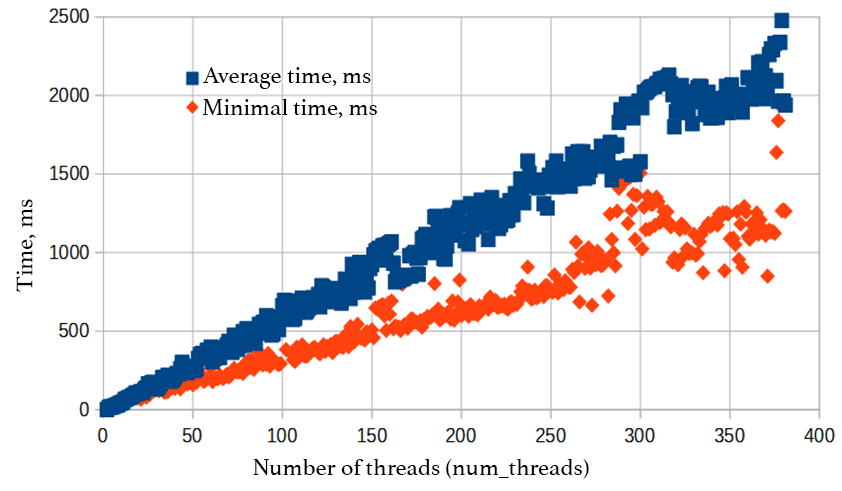 2500
2000
1500
1000
500
0
Time, ms
Average time, ms
Minimal time, ms
0 50 100 150 200 250 300 350 400
Number of threads (num_threads)